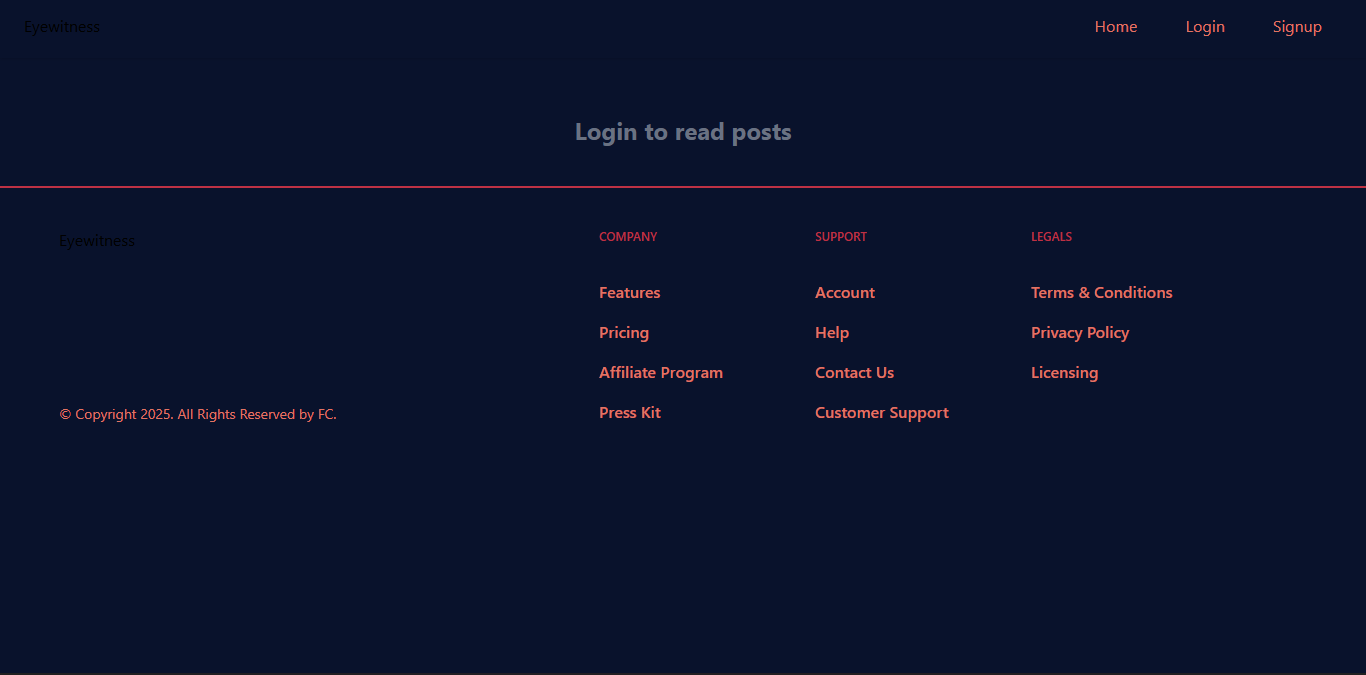 Eyewitness
Home
Login
Signup
Login to read posts
Eyewitness
© Copyright 2025. All Rights Reserved by FC.
COMPANY
Features
Pricing
Affiliate Program
Press Kit
SUPPORT
Account
Help
Contact Us
Customer Support
LEGALS
Terms & Conditions
Privacy Policy
Licensing